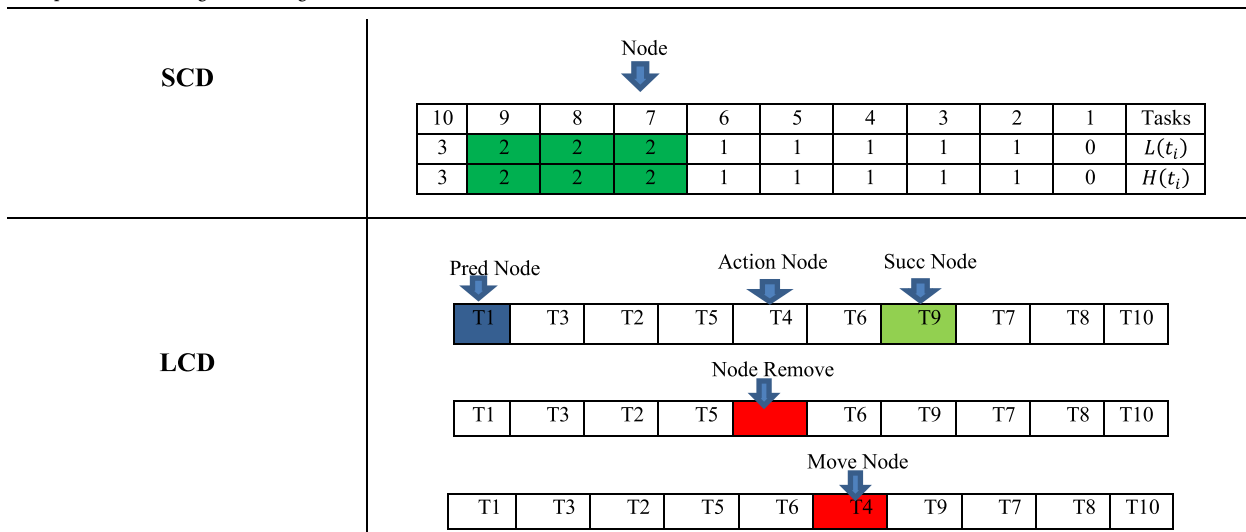 Node
SCD
10 9 8 7 6 5 4 3 2 1 Tasks
3 2 2 2 1 1 1 1 1 0 L(t_i)
3 2 2 2 1 1 1 1 1 0 H(t_i)
Pred Node Action Node Succ Node
T1 T3 T2 T5 T4 T6 T9 T7 T8 T10
LCD
Node Remove
T1 T3 T2 T5 T6 T9 T7 T8 T10
Move Node
T1 T3 T2 T5 T6 T4 T9 T7 T8 T10